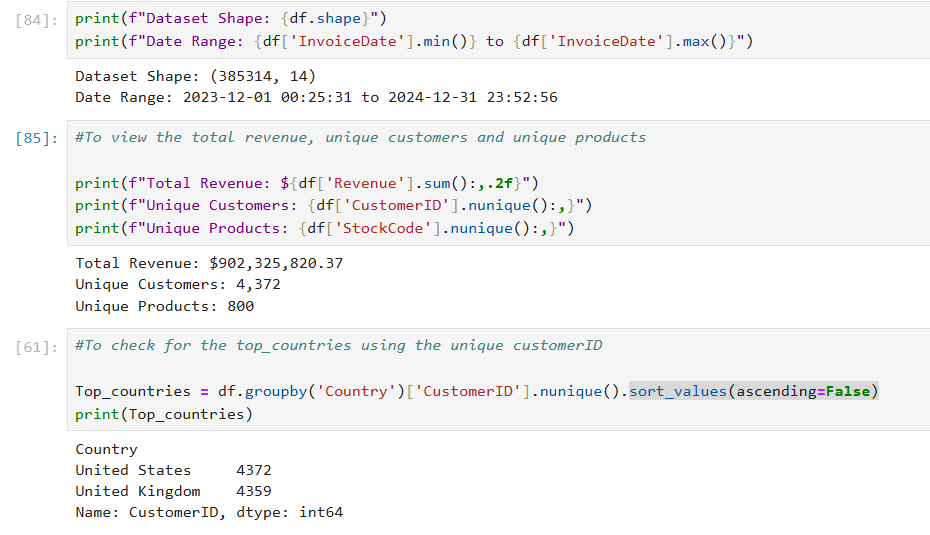 [84]: print(f"Dataset Shape: {df.shape}")
print(f"Date Range: {df['InvoiceDate'].min()} to {df['InvoiceDate'].max()}")
Dataset Shape: (385314, 14)
Date Range: 2023-12-01 00:25:31 to 2024-12-31 23:52:56
[85]: #To view the total revenue, unique customers and unique products
print(f"Total Revenue: ${df['Revenue'].sum():,.2f}")
print(f"Unique Customers: {df['CustomerID'].nunique():,}")
print(f"Unique Products: {df['StockCode'].nunique():,}")
Total Revenue: $902,325,820.37
Unique Customers: 4,372
Unique Products: 800
[61]: #To check for the top_countries using the unique customerID
Top_countries = df.groupby('Country')['CustomerID'].nunique().sort_values(ascending=False)
print(Top_countries)
Country
United States     4372
United Kingdom    4359
Name: CustomerID, dtype: int64